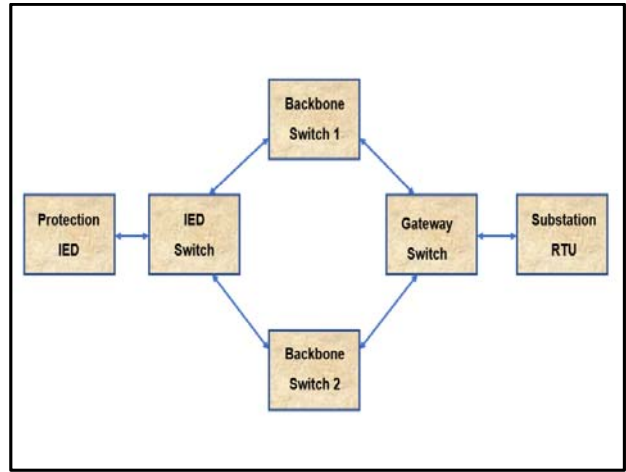 Backbone
Switch 1
Protection
IED
IED
Switch
Gateway
Switch
Substation
RTU
Backbone
Switch 2